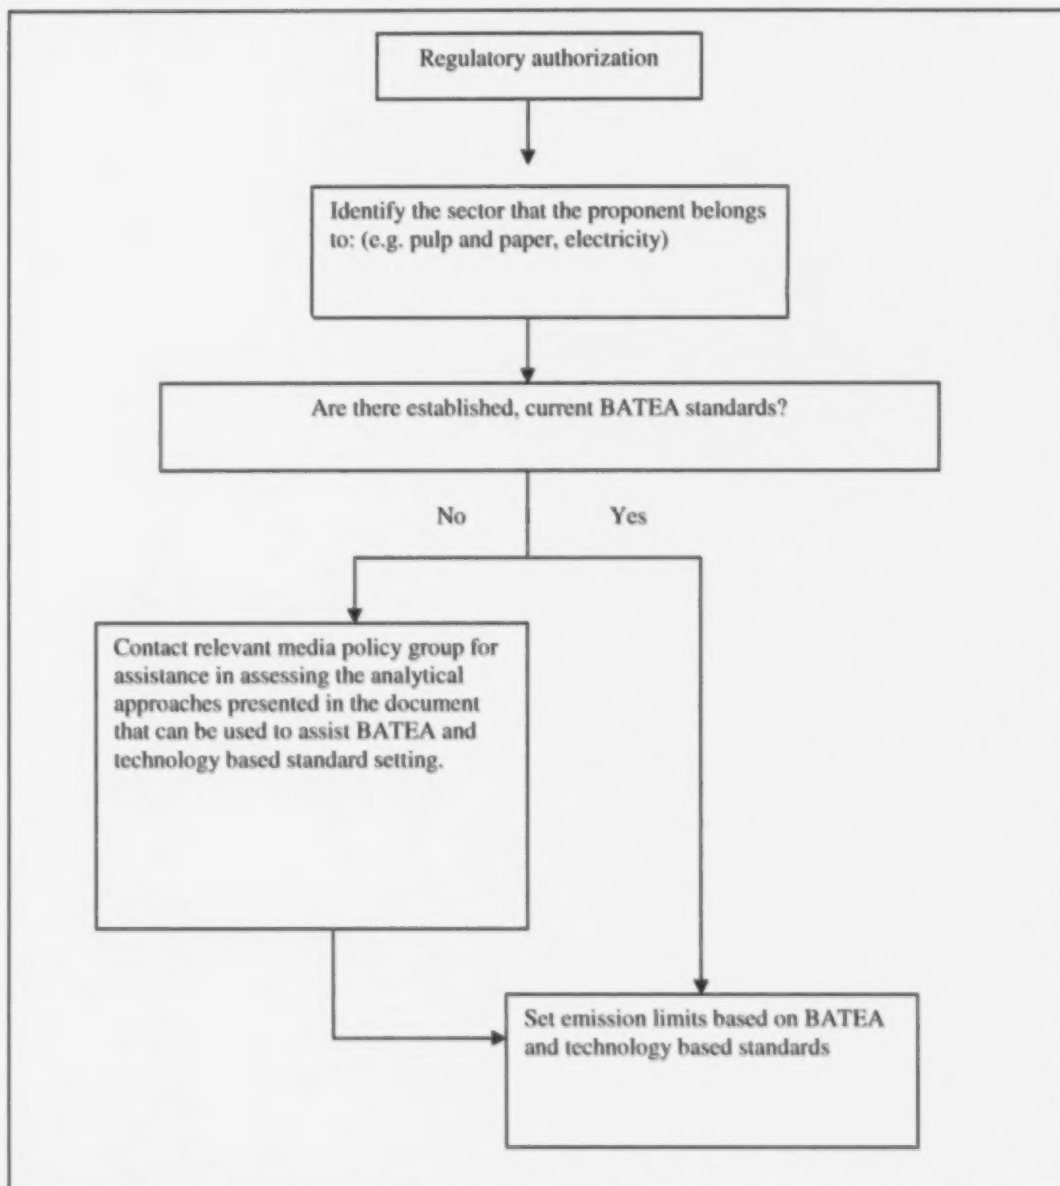 Regulatory authorization
Identify the sector that the proponent belongs
to: (e.g. pulp and paper, electricity)
Are there established, current BATEA standards?
No
Yes
Contact relevant media policy group for
assistance in assessing the analytical
approaches presented in the document
that can be used to assist BATEA and
technology based standard setting.
Set emission limits based on BATEA
and technology based standards